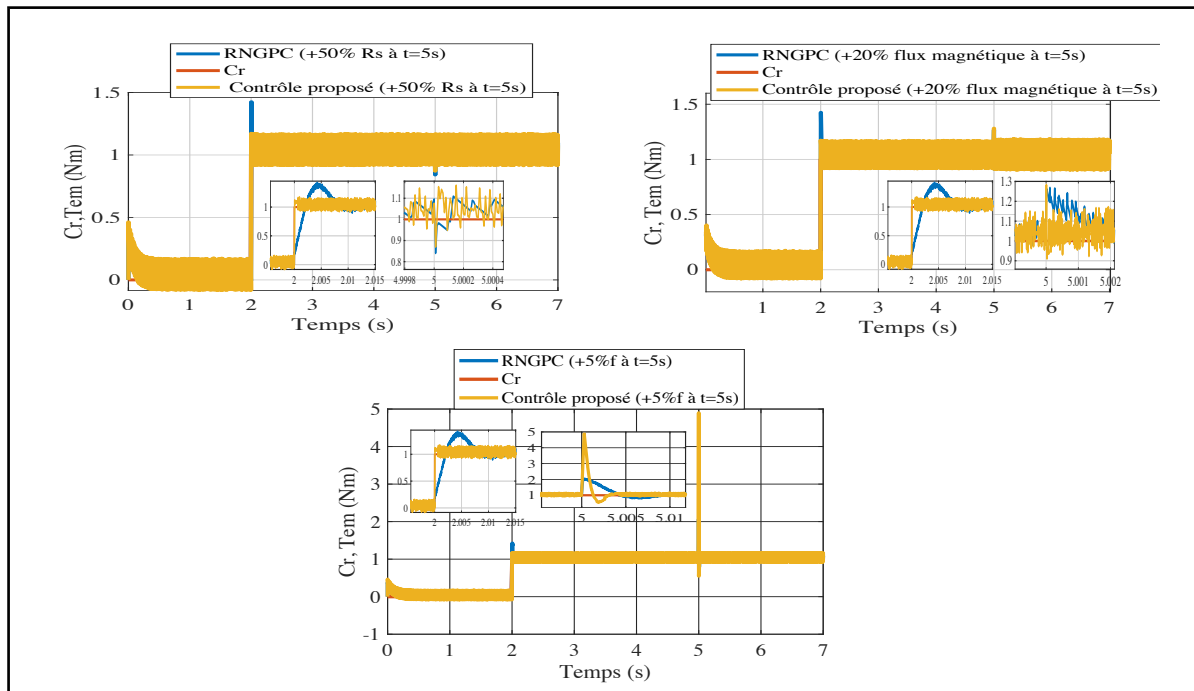 RNGPC (+50% Rs à t=5s)
Cr
Contrôle proposé (+50% Rs à t=5s)
Cr,Tem (Nm)
1.5
1
0.5
0
0 1 2 3 4 5 6 7
Temps (s)
1
0.5
0
2 2.005 2.01 2.015
1.1
1
0.9
0.8
4.9998 5 5.0002 5.0004
RNGPC (+20% flux magnétique à t=5s)
Cr
Contrôle proposé (+20% flux magnétique à t=5s)
Cr, Tem (Nm)
1.5
1
0.5
0
1 2 3 4 5 6 7
Temps (s)
1
0.5
0
2 2.005 2.01 2.015
1.3
1.2
1.1
1
0.9
5 5.001 5.002
RNGPC (+5%f à t=5s)
Cr
Contrôle proposé (+5%f à t=5s)
Cr, Tem (Nm)
5
4
3
2
1
0
-1
0 1 2 3 4 5 6 7
Temps (s)
1
0.5
0
2 2.005 2.01 2.015
5
4
3
2
1
5 5.005 5.01